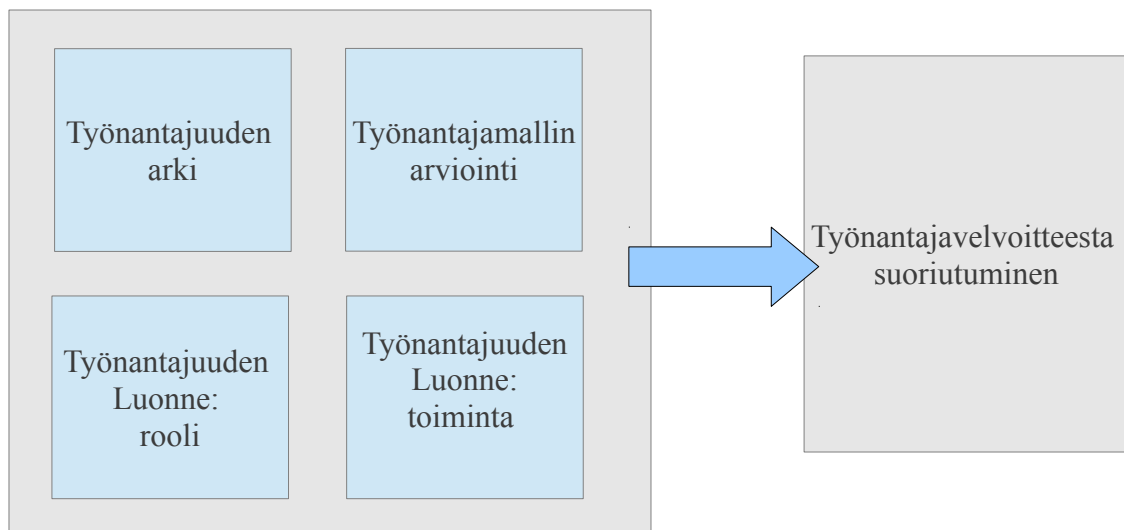 Työnantajuuden
arki
Työnantajamallin
arviointi
Työnantajuuden
Luonne:
rooli
Työnantajuuden
Luonne:
toiminta
Työnantajavelvoitteesta
suoriutuminen